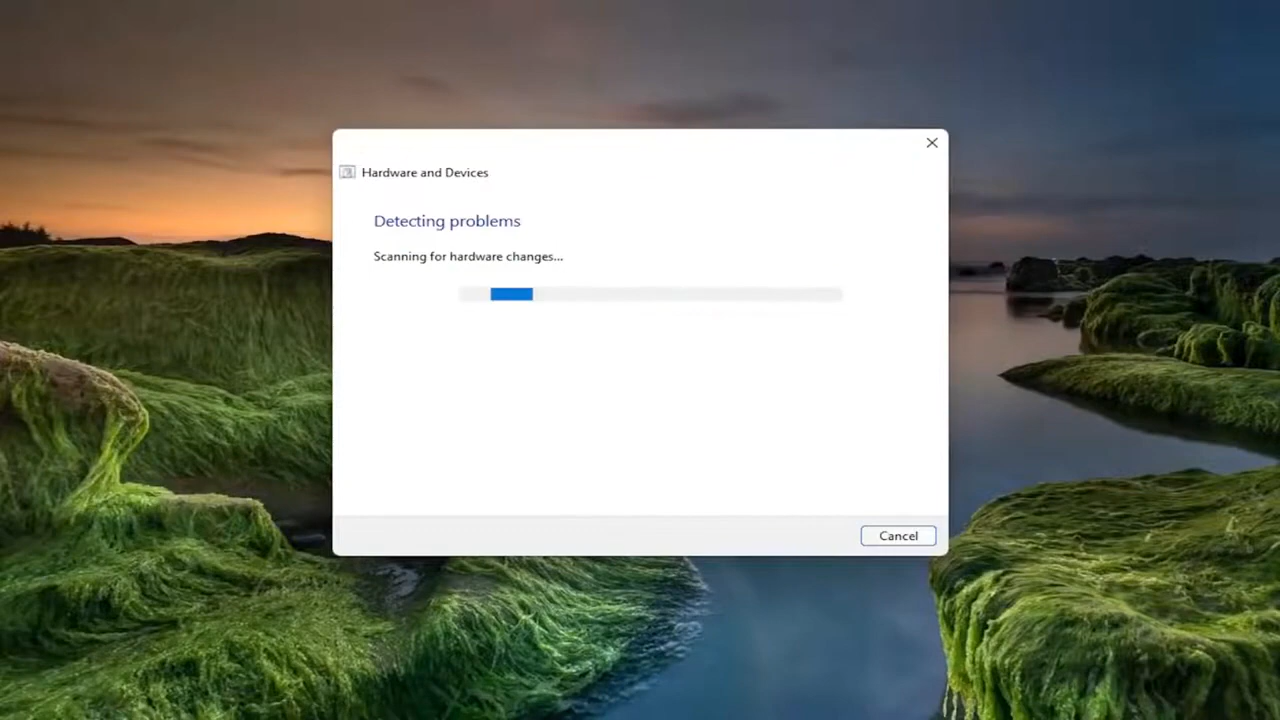 Hardware and Devices
Detecting problems
Scanning for hardware changes...
Cancel